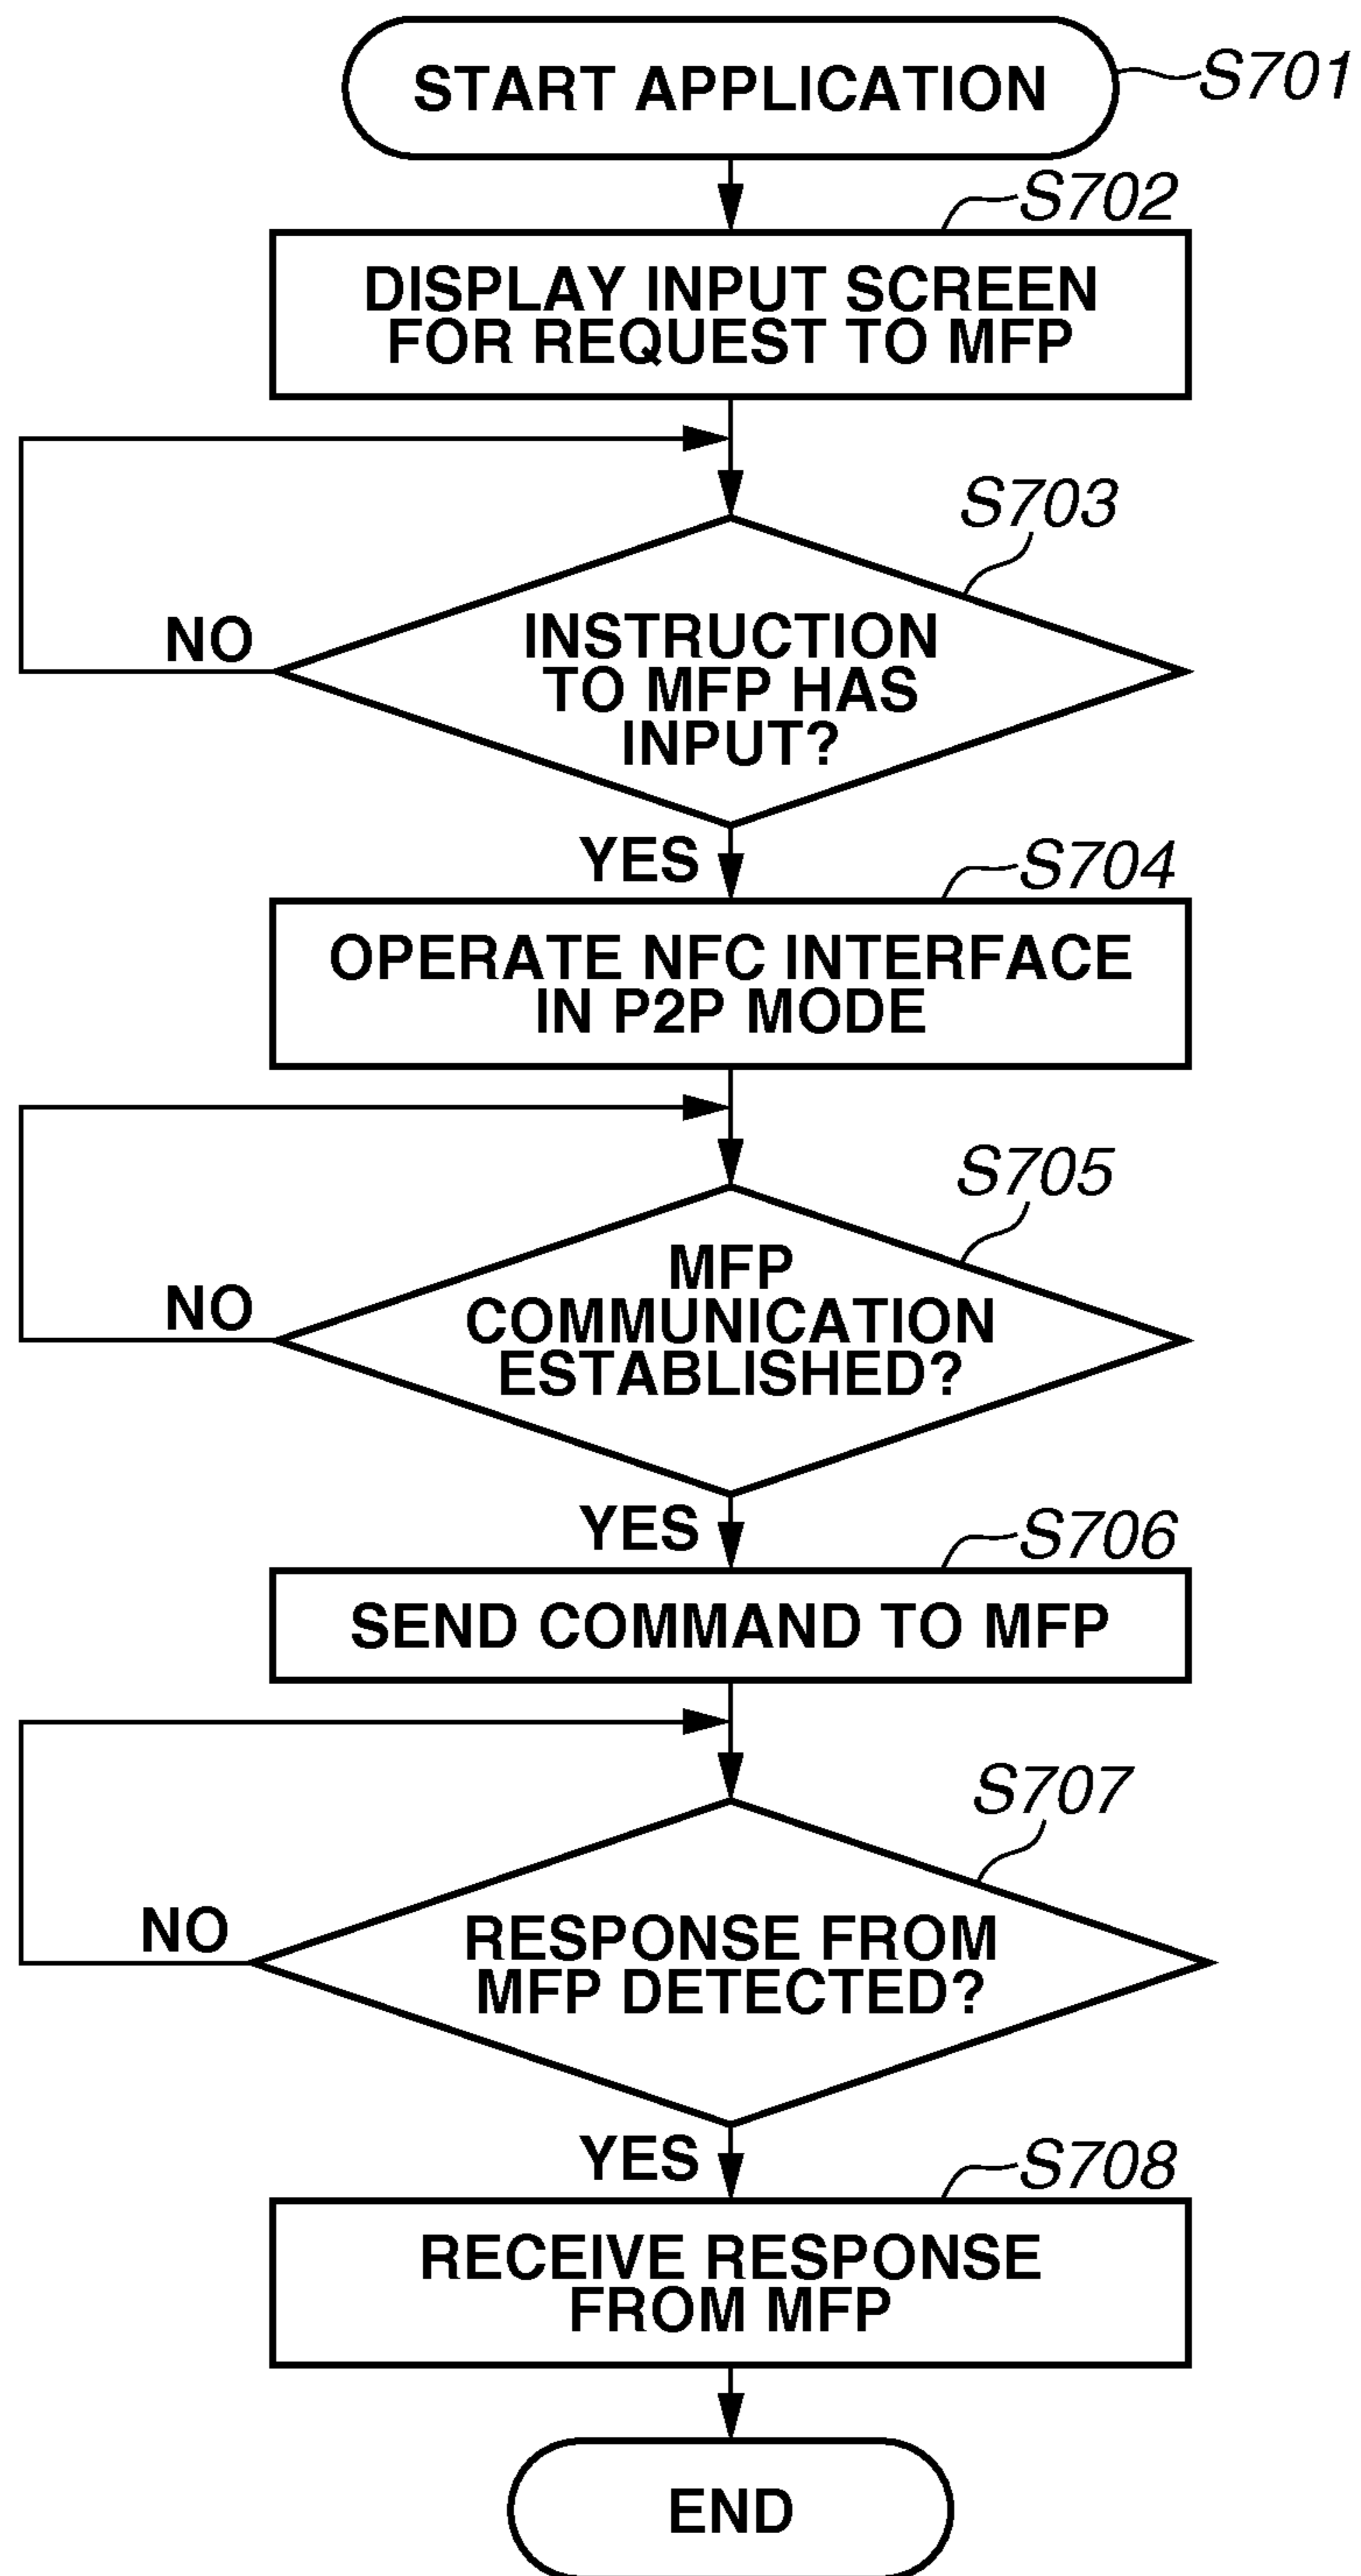 START APPLICATION
S701
S702
DISPLAY INPUT SCREEN
FOR REQUEST TO MFP
S703
INSTRUCTION
TO MFP HAS
INPUT?
NO
YES
S704
OPERATE NFC INTERFACE
IN P2P MODE
S705
MFP
COMMUNICATION
ESTABLISHED?
NO
YES
S706
SEND COMMAND TO MFP
S707
RESPONSE FROM
MFP DETECTED?
NO
YES
S708
RECEIVE RESPONSE
FROM MFP
END